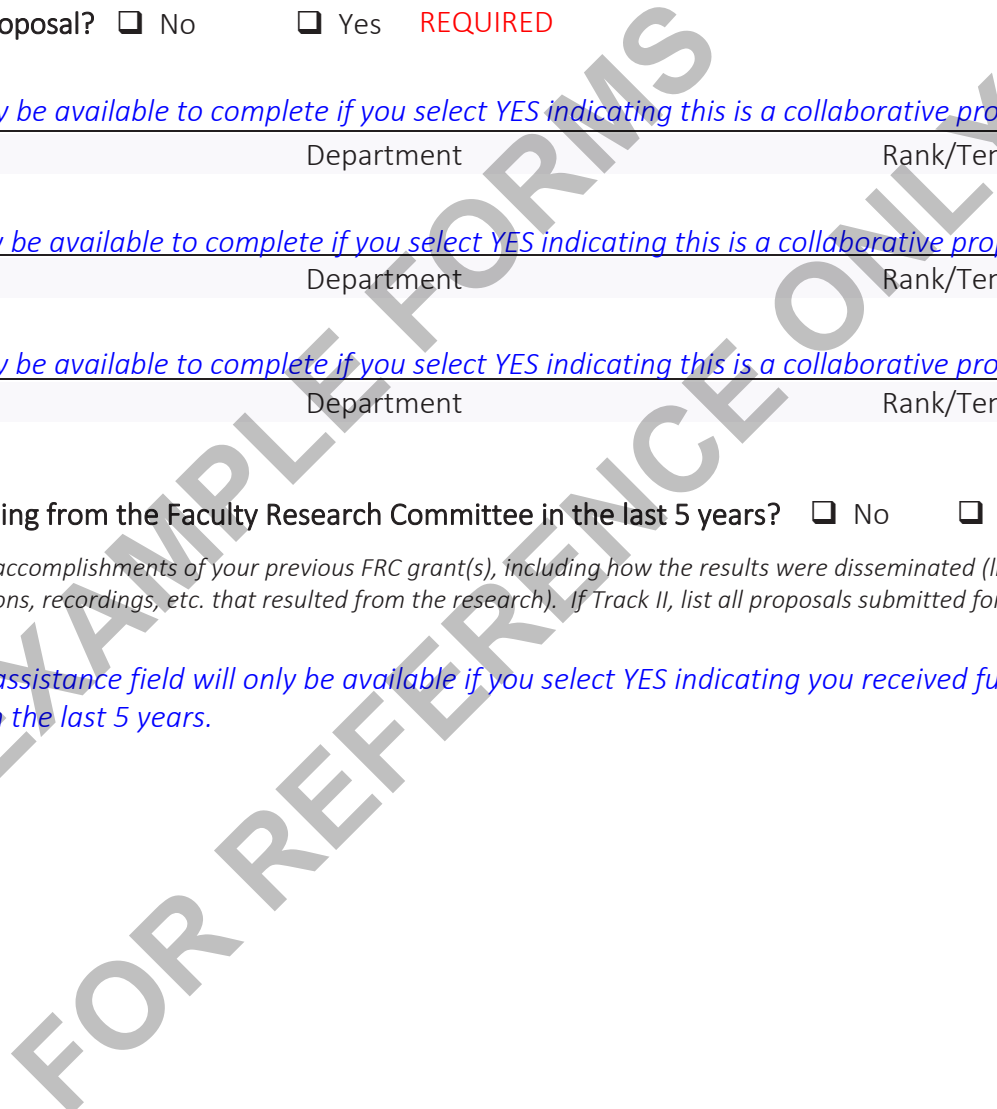 oposal? ❑ No ❑ Yes REQUIRED
y be available to complete if you select YES indicating this is a collaborative pro
Department Rank/Ter
y be available to complete if you select YES indicating this is a collaborative prop
Department Rank/Ter
y be available to complete if you select YES indicating this is a collaborative pro
Department Rank/Ter
ing from the Faculty Research Committee in the last 5 years? ❑ No ❑
accomplishments of your previous FRC grant(s), including how the results were disseminated (li
ons, recordings, etc. that resulted from the research). If Track II, list all proposals submitted for
assistance field will only be available if you select YES indicating you received fu
n the last 5 years.
EXAMPLE FORMS
FOR REFERENCE ONLY